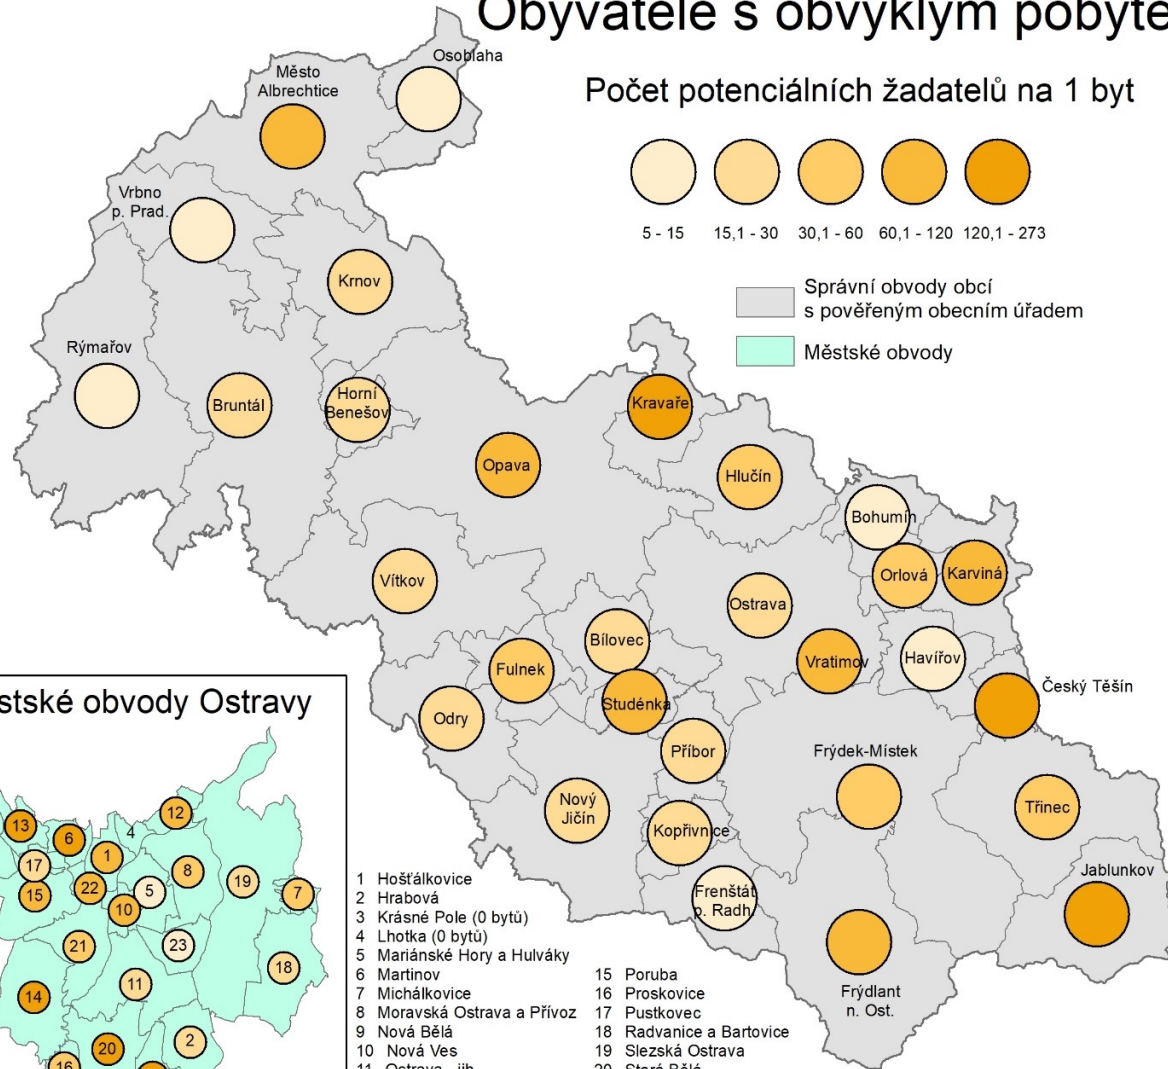 Obyvatelé s obvyklým pobyte
Počet potenciálních žadatelů na 1 byt
5 - 15
15,1 - 30
30,1 - 60
60,1 - 120
120,1 - 273
Správní obvody obcí
s pověřeným obecním úřadem
Městské obvody
Osoblaha
Město
Albrechtice
Vrbno
p. Prad.
Krnov
Rýmařov
Bruntál
Horní
Benešov
Kravaře
Opava
Hlučín
Bohumín
Orlová
Karviná
Vítkov
Ostrava
Bílovec
Fulnek
Vratimov
Havířov
Český Těšín
Studénka
Odry
Příbor
Frýdek-Místek
Nový
Jičín
Kopřivnice
Třinec
Jablunkov
Frenštát
p. Radh.
Frýdlant
n. Ost.
stské obvody Ostravy
12
13
6
4
1
17
8
15
22
5
19
7
10
21
23
11
18
14
2
20
16
1 Hošťálkovice
2 Hrabová
3 Krásné Pole (0 bytů)
4 Lhotka (0 bytů)
5 Mariánské Hory a Hulváky
6 Martinov
7 Michálkovice
8 Moravská Ostrava a Přívoz
9 Nová Bělá
10 Nová Ves
11 Ostrava - jih
15 Poruba
16 Proskovice
17 Pustkovec
18 Radvanice a Bartovice
19 Slezská Ostrava
20 Stará Bělá